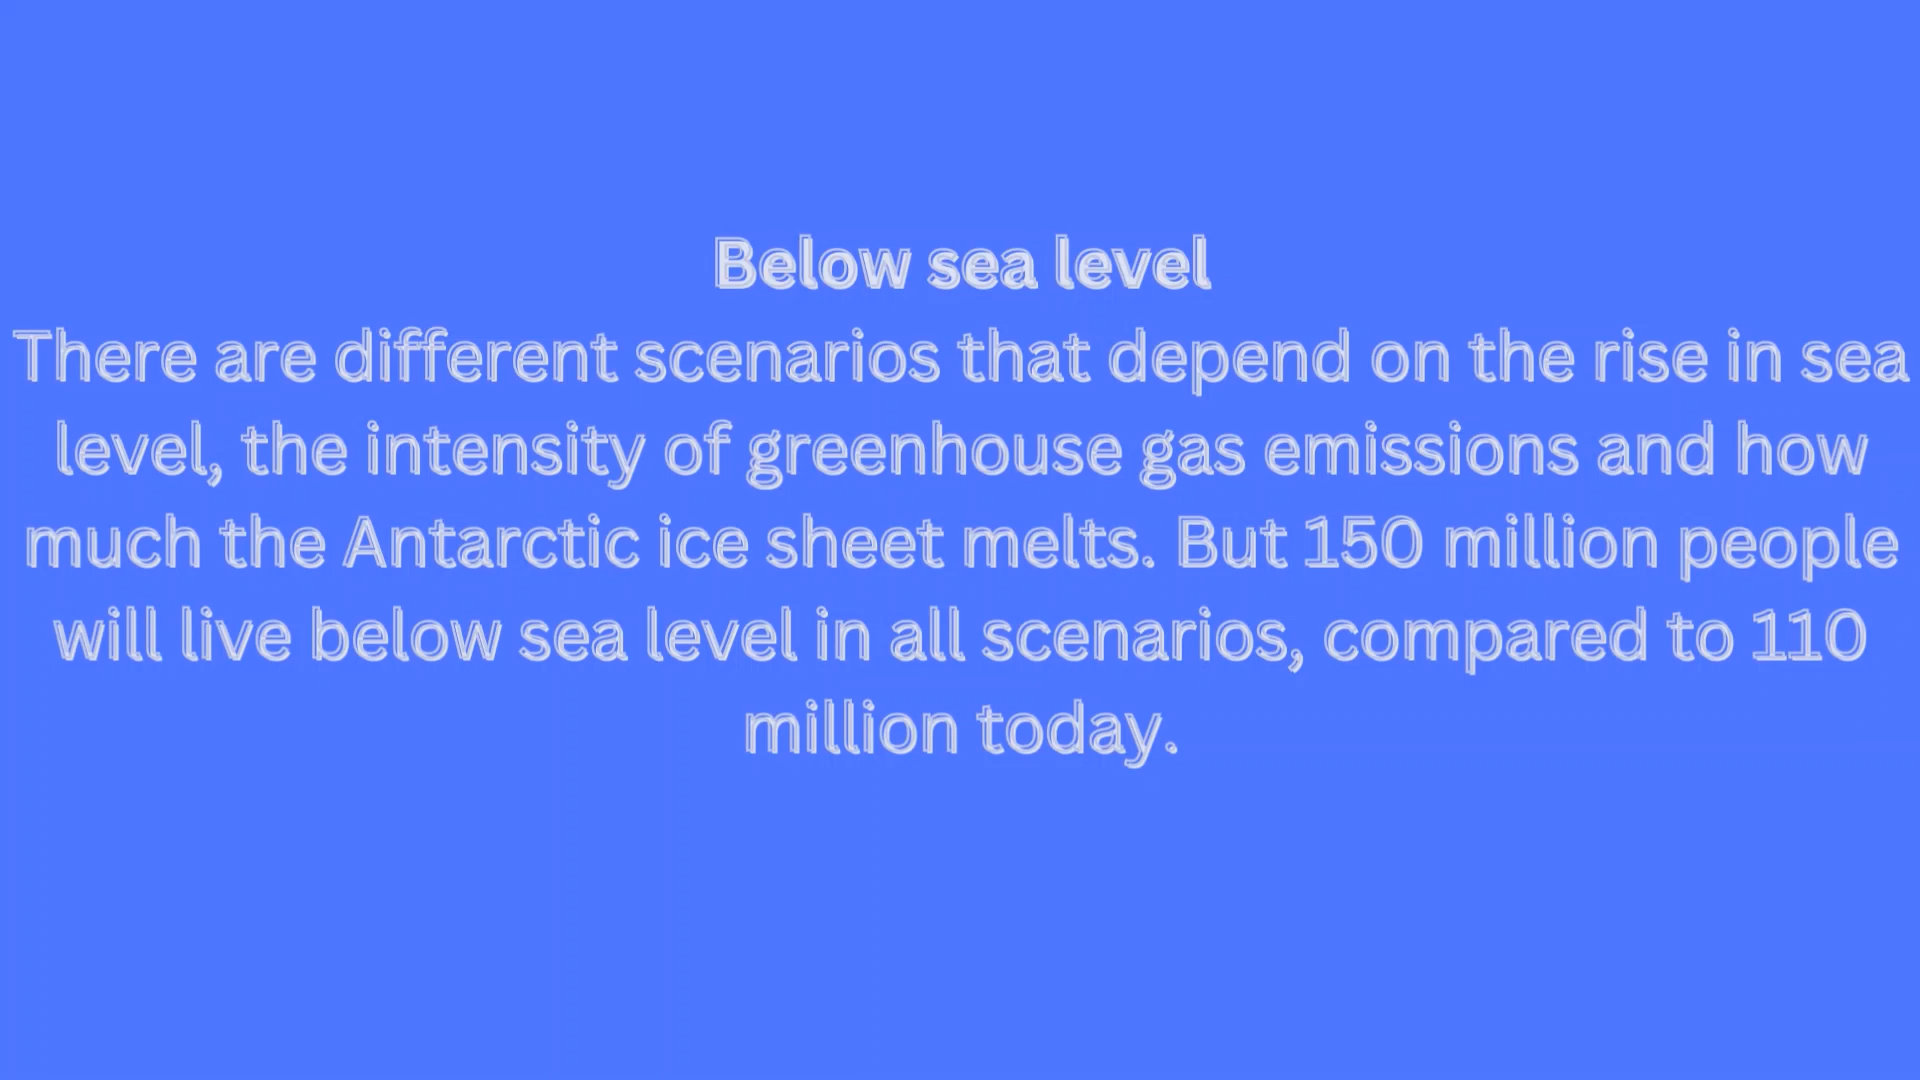 Below sea level
There are different scenarios that depend on the rise in sea
level, the intensity of greenhouse gas emissions and how
much the Antarctic ice sheet melts. But 150 million people
will live below sea level in all scenarios, compared to 110
million today.